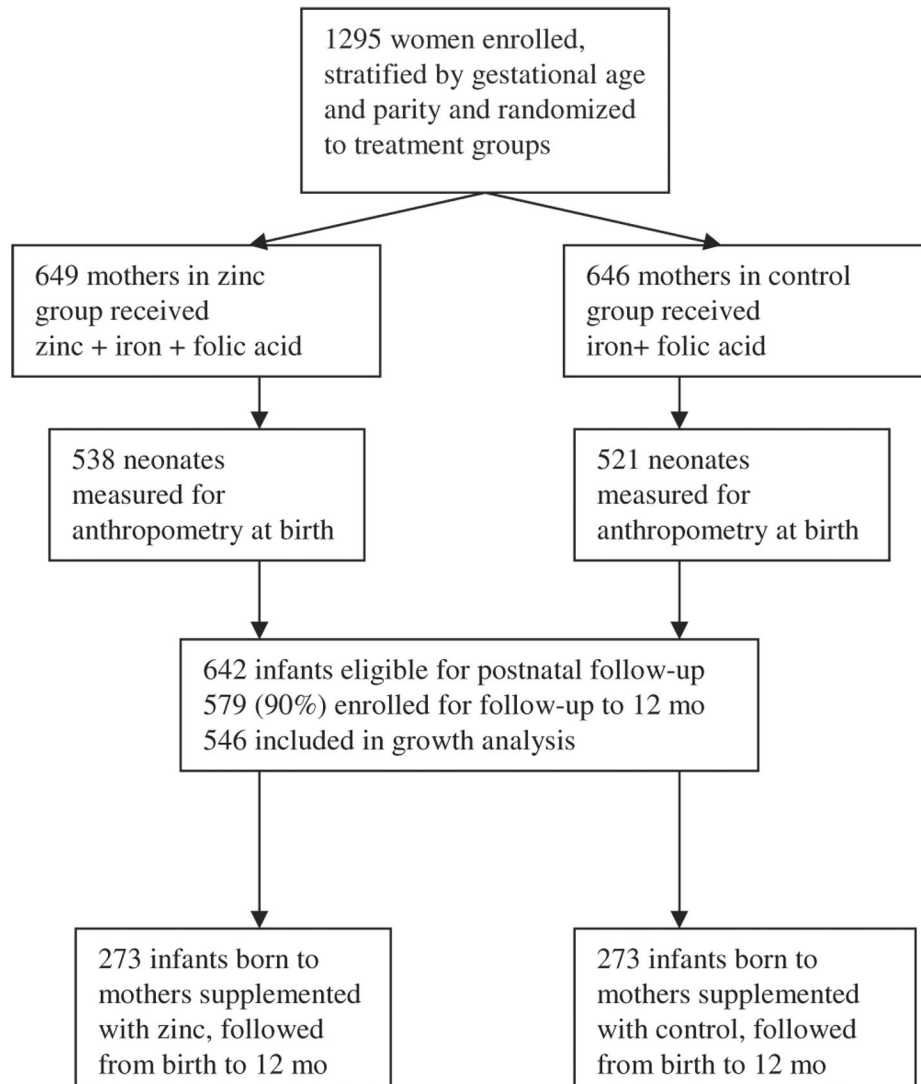 1295 women enrolled,
stratified by gestational age
and parity and randomized
to treatment groups
649 mothers in zinc
group received
zinc + iron + folic acid
646 mothers in control
group received
iron+ folic acid
538 neonates
measured for
anthropometry at birth
521 neonates
measured for
anthropometry at birth
642 infants eligible for postnatal follow-up
579 (90%) enrolled for follow-up to 12 mo
546 included in growth analysis
273 infants born to
mothers supplemented
with zinc, followed
from birth to 12 mo
273 infants born to
mothers supplemented
with control, followed
from birth to 12 mo